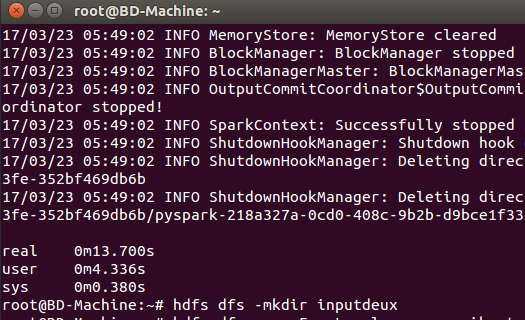 root@BD-Machine: ~
17/03/23 05:49:02 INFO MemoryStore: MemoryStore cleared
17/03/23 05:49:02 INFO BlockManager: BlockManager stopped
17/03/23 05:49:02 INFO BlockManagerMaster: BlockManagerMas
17/03/23 05:49:02 INFO OutputCommitCoordinator$OutputCommi
ordinator stopped!
17/03/23 05:49:02 INFO SparkContext: Successfully stopped
17/03/23 05:49:02 INFO ShutdownHookManager: Shutdown hook
17/03/23 05:49:02 INFO ShutdownHookManager: Deleting direc
3fe-352bf469db6b
17/03/23 05:49:02 INFO ShutdownHookManager: Deleting direc
3fe-352bf469db6b/pyspark-218a327a-0cd0-408c-9b2b-d9bce1f33
real 0m13.700s
user 0m4.336s
sys 0m0.380s
root@BD-Machine:~# hdfs dfs -mkdir inputdeux